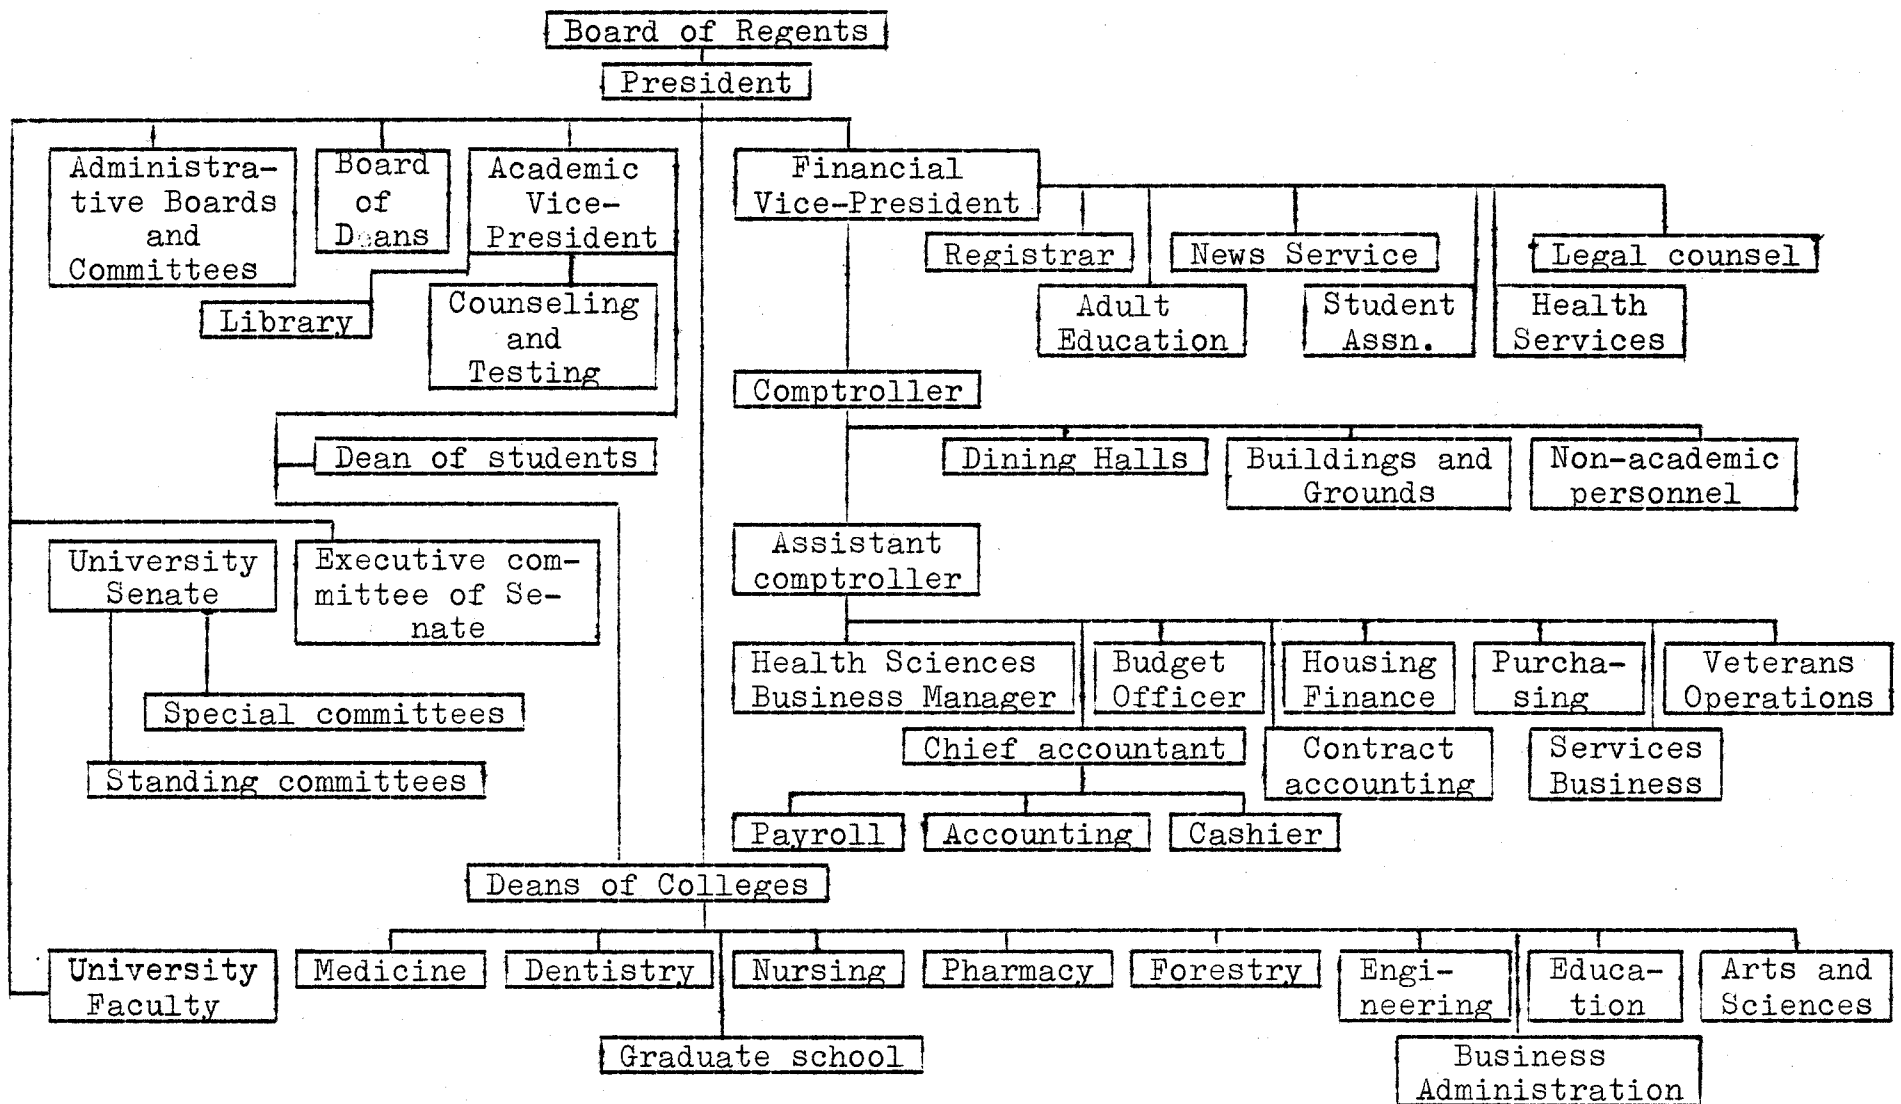 Board of Regents
President
Administra-
tive Boards
and
Committees
Board
of
Deans
Academic
Vice-
President
Financial
Vice-President
Registrar
News Service
Legal counsel
Library
Counseling
and
Testing
Adult
Education
Student
Assn.
Health
Services
Comptroller
Dean of students
Dining Halls
Buildings and
Grounds
Non-academic
personnel
University
Senate
Executive com-
mittee of Se-
nate
Assistant
comptroller
Special committees
Standing committees
Health Sciences
Business Manager
Budget
Officer
Housing
Finance
Purcha-
sing
Veterans
Operations
Chief accountant
Contract
accounting
Services
Business
Payroll
Accounting
Cashier
Deans of Colleges
University
Faculty
Medicine
Dentistry
Nursing
Pharmacy
Forestry
Engi-
neering
Educa-
tion
Arts and
Sciences
Graduate school
Business
Administration